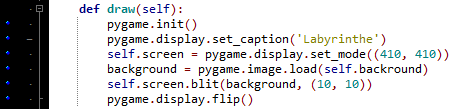 def draw(self):
    pygame.init()
    pygame.display.set_caption('Labyrinthe')
    self.screen = pygame.display.set_mode((410, 410))
    background = pygame.image.load(self.backround)
    self.screen.blit(background, (10, 10))
    pygame.display.flip()